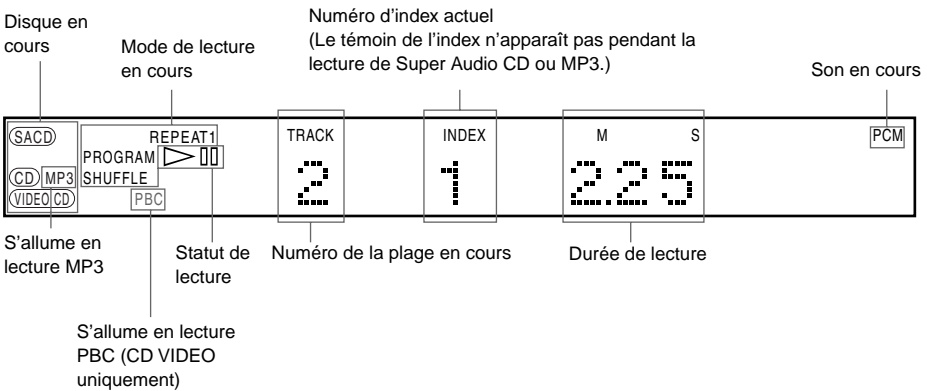 Disque en
cours
Mode de lecture
en cours
Numéro d'index actuel
(Le témoin de l'index n'apparaît pas pendant la
lecture de Super Audio CD ou MP3.)
Son en cours
SACD
REPEAT1
TRACK
INDEX
M
S
PCM
PROGRAM
CD MP3 SHUFFLE
VIDEO CD
PBC
2
1
2.25
S'allume en
lecture MP3
Statut de
lecture
Numéro de la plage en cours
Durée de lecture
S'allume en lecture
PBC (CD VIDEO
uniquement)